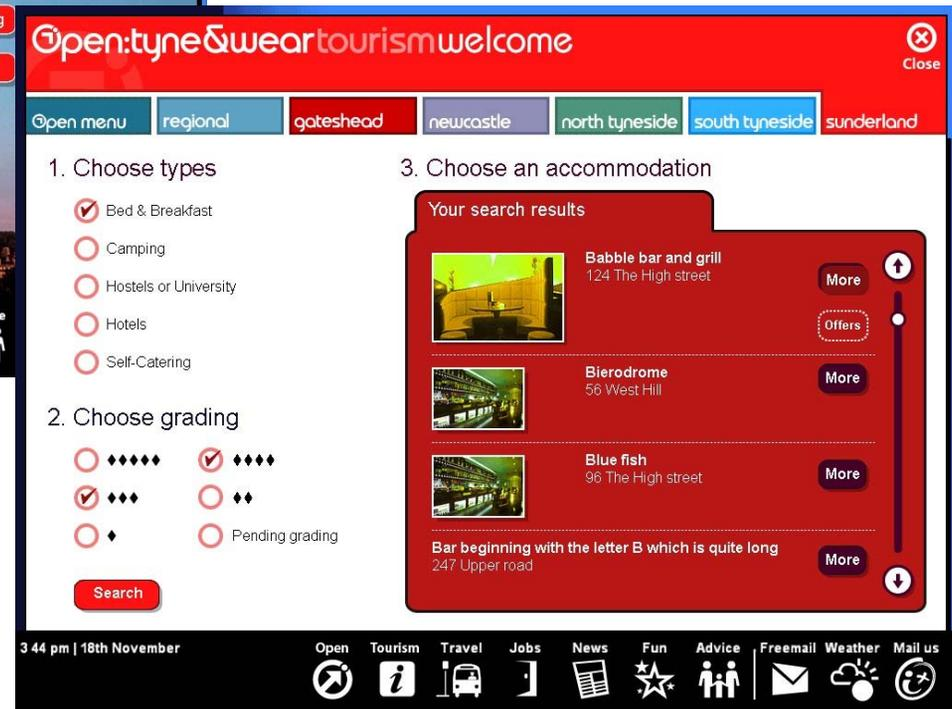 Open:tyne&weartourismwelcome
Close
Open menu
regional
gateshead
newcastle
north tyneside
south tyneside
sunderland
1. Choose types
Bed & Breakfast
Camping
Hostels or University
Hotels
Self-Catering
2. Choose grading
Pending grading
Search
3. Choose an accommodation
Your search results
Babble bar and grill
124 The High street
More
Offers
Bierodrome
56 West Hill
More
Blue fish
96 The High street
More
Bar beginning with the letter B which is quite long
247 Upper road
More
3 44 pm | 18th November
Open
Tourism
Travel
Jobs
News
Fun
Advice
Freemail
Weather
Mail us